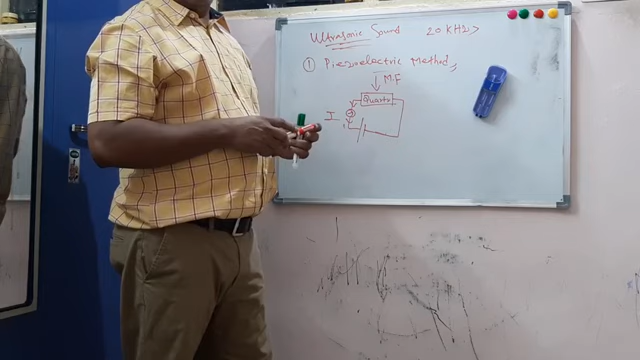 Ultrasonic Sound 20 KHz>
① Piezoelectric Method,
MF
Quartz
I